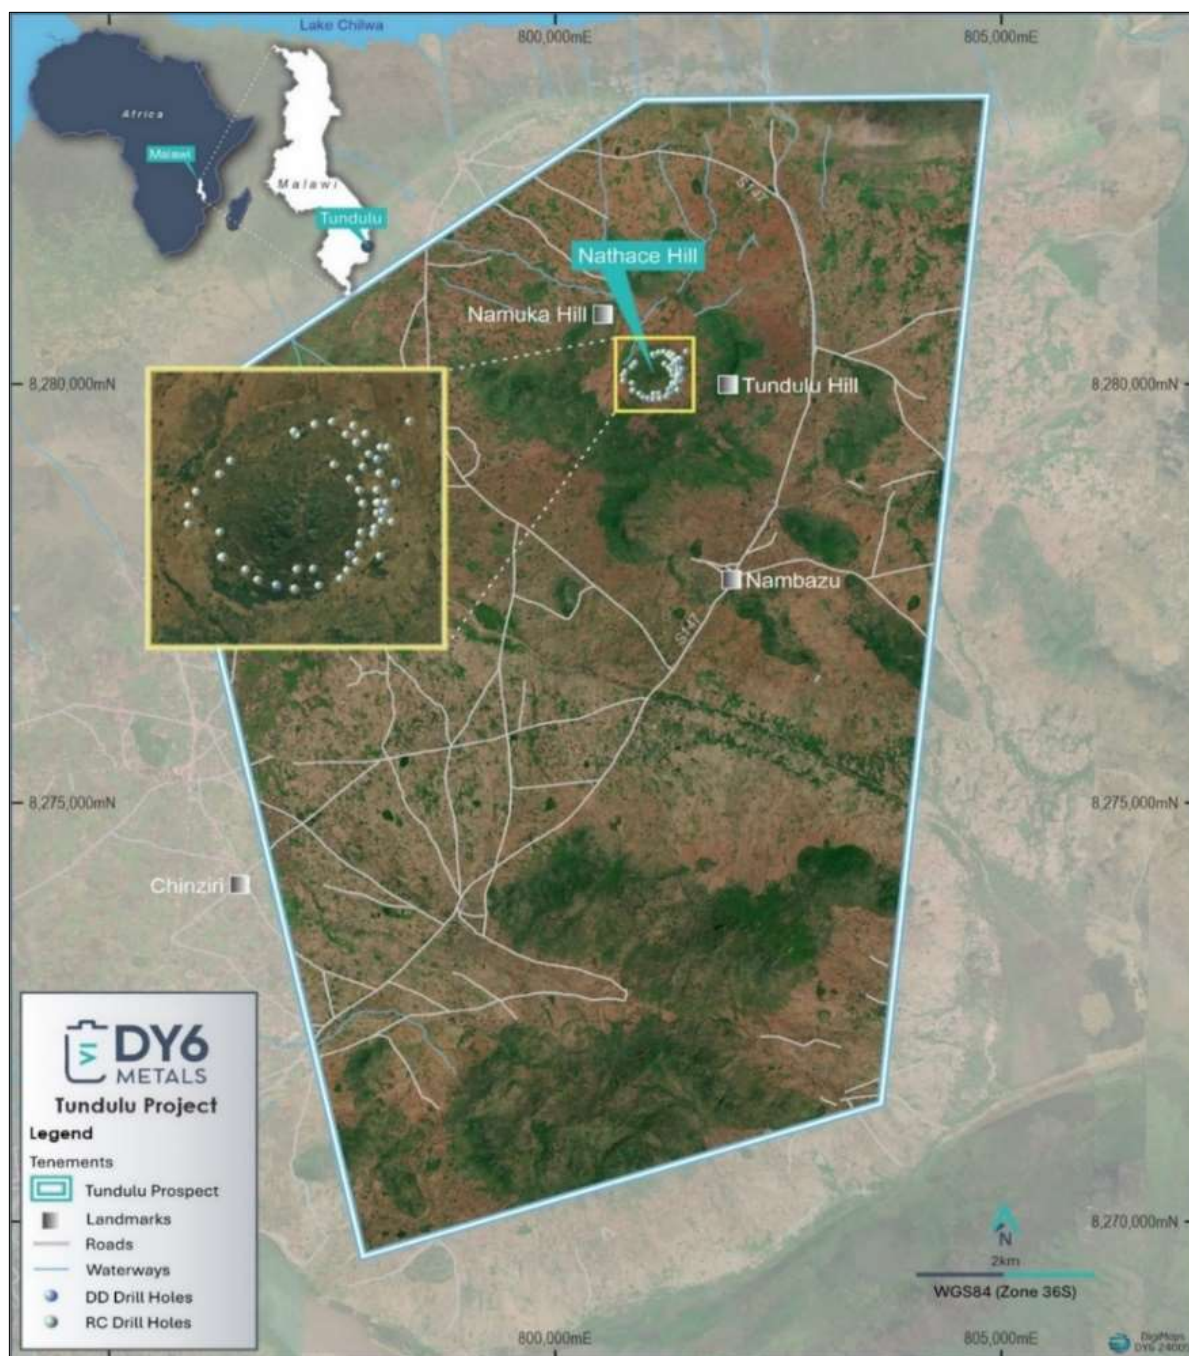 Lake Chilwa
800,000mE
805,000mE
Africa
Malawi
Malawi
Tundulu
S147
Nathace Hill
Namuka Hill
8,280,000mN
Tundulu Hill
8,280,000mN
Nambazu
S147
8,275,000mN
8,275,000mN
Chinziri
DY6
METALS
Tundulu Project
Legend
Tenements
Tundulu Prospect
Landmarks
Roads
Waterways
DD Drill Holes
RC Drill Holes
8,270,000mN
N
2km
WGS84 (Zone 36S)
800,000mE
805,000mE
DigiMaps